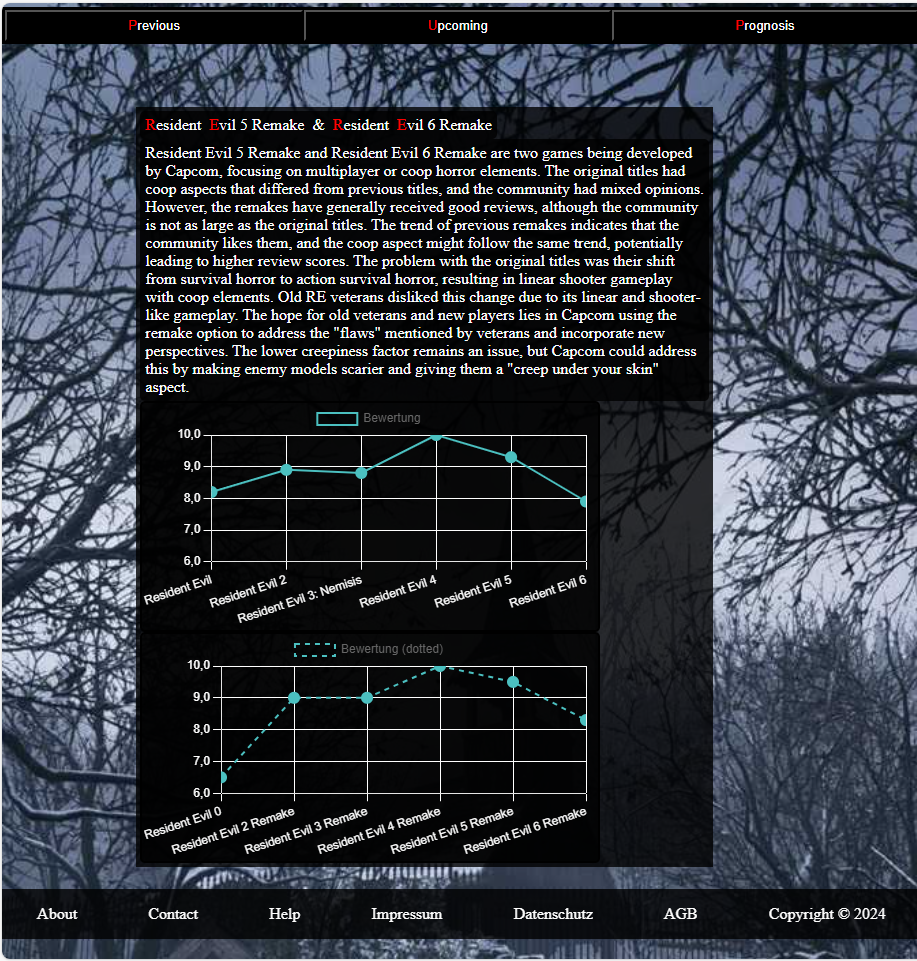 Previous
Upcoming
Prognosis
Resident Evil 5 Remake & Resident Evil 6 Remake
Resident Evil 5 Remake and Resident Evil 6 Remake are two games being developed
by Capcom, focusing on multiplayer or coop horror elements. The original titles had
coop aspects that differed from previous titles, and the community had mixed opinions.
However, the remakes have generally received good reviews, although the community
is not as large as the original titles. The trend of previous remakes indicates that the
community likes them, and the coop aspect might follow the same trend, potentially
leading to higher review scores. The problem with the original titles was their shift
from survival horror to action survival horror, resulting in linear shooter gameplay
with coop elements. Old RE veterans disliked this change due to its linear and shooter-
like gameplay. The hope for old veterans and new players lies in Capcom using the
remake option to address the "flaws" mentioned by veterans and incorporate new
perspectives. The lower creepiness factor remains an issue, but Capcom could address
this by making enemy models scarier and giving them a "creep under your skin"
aspect.
Bewertung
10,0
9,0
8,0
7,0
6,0
Resident Evil
Resident Evil 2
Resident Evil 3: Nemisis
Resident Evil 4
Resident Evil 5
Resident Evil 6
Bewertung (dotted)
10,0
9,0
8,0
7,0
6,0
Resident Evil 0
Resident Evil 2 Remake
Resident Evil 3 Remake
Resident Evil 4 Remake
Resident Evil 5 Remake
Resident Evil 6 Remake
About
Contact
Help
Impressum
Datenschutz
AGB
Copyright © 2024